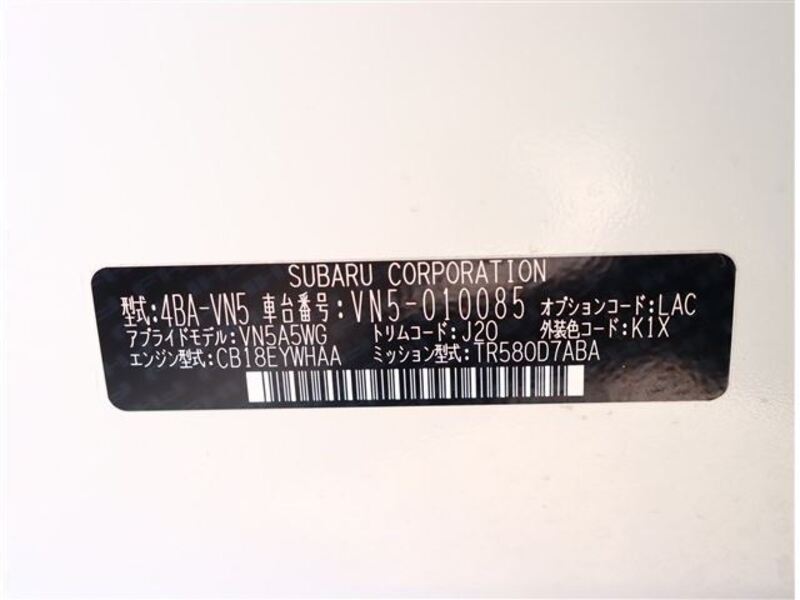 SUBARU CORPORATION
型式:4BA-VN5 車台番号:VN5-010085 オプションコード:LAC
アプライドモデル:VN5A5WG トリムコード:J20 外装色コード:K1X
エンジン型式:CB18EYWHAA ミッション型式:TR580D7ABA